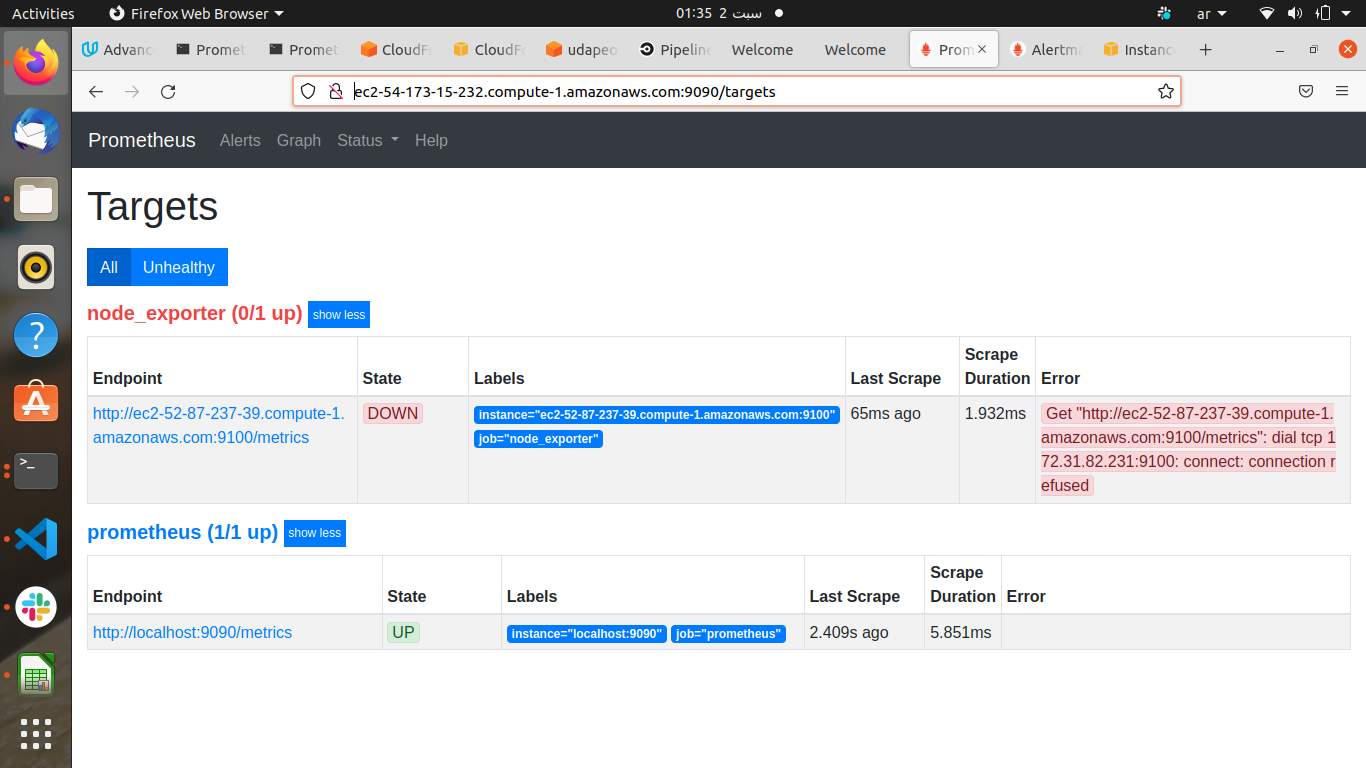 Activities
Firefox Web Browser
01:35 2 سبت
ar
Advanc
Promet
Promet
CloudF
CloudFo
udapeo
Pipeline
Welcome
Welcome
Prom
Alertma
Instanc
ec2-54-173-15-232.compute-1.amazonaws.com:9090/targets
Prometheus
Alerts
Graph
Status
Help
Targets
All
Unhealthy
node_exporter (0/1 up) show less
Endpoint
State
Labels
Last Scrape
Scrape
Duration
Error
http://ec2-52-87-237-39.compute-1.
amazonaws.com:9100/metrics
DOWN
instance="ec2-52-87-237-39.compute-1.amazonaws.com:9100"
job="node_exporter"
65ms ago
1.932ms
Get "http://ec2-52-87-237-39.compute-1.
amazonaws.com:9100/metrics": dial tcp 1
72.31.82.231:9100: connect: connection r
efused
prometheus (1/1 up) show less
Endpoint
State
Labels
Last Scrape
Scrape
Duration
Error
http://localhost:9090/metrics
UP
instance="localhost:9090" job="prometheus"
2.409s ago
5.851ms